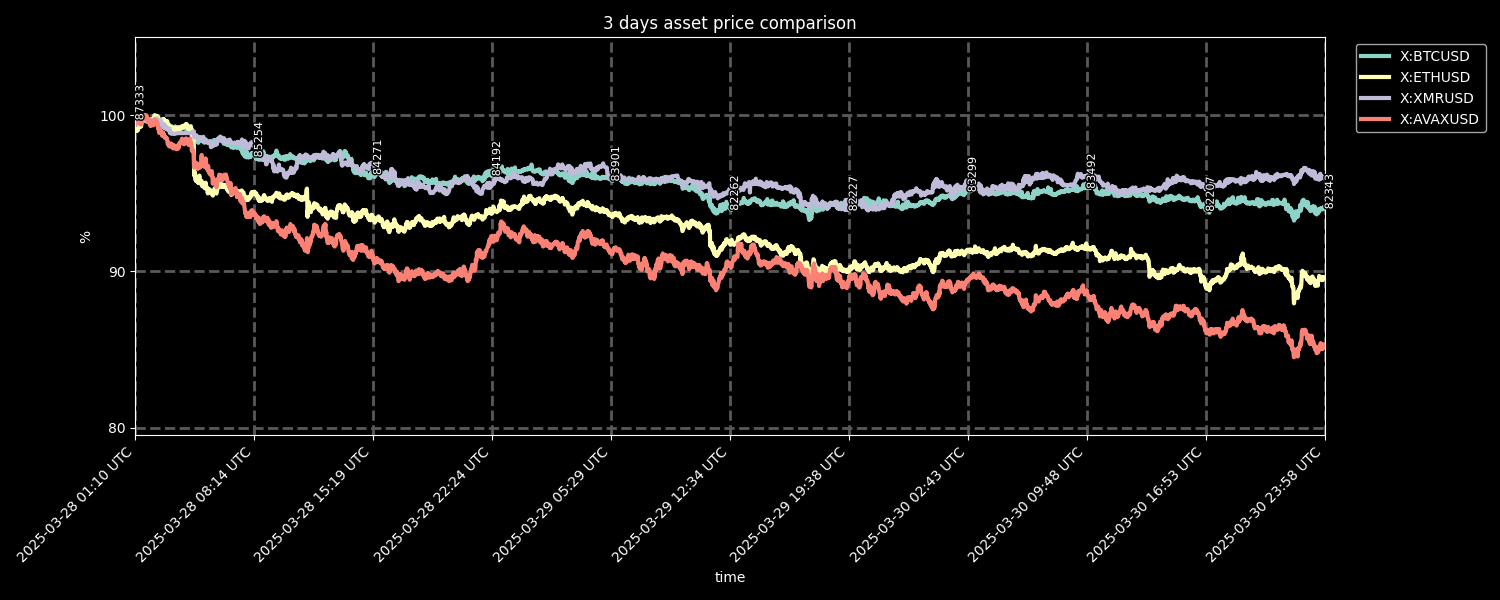 3 days asset price comparison
X:BTCUSD
X:ETHUSD
X:XMRUSD
X:AVAXUSD
%
100
90
80
87333
85254
84271
84192
83901
82262
82227
83299
83492
82207
82343
2025-03-28 01:10 UTC
2025-03-28 08:14 UTC
2025-03-28 15:19 UTC
2025-03-28 22:24 UTC
2025-03-29 05:29 UTC
2025-03-29 12:34 UTC
2025-03-29 19:38 UTC
2025-03-30 02:43 UTC
2025-03-30 09:48 UTC
2025-03-30 16:53 UTC
2025-03-30 23:58 UTC
time